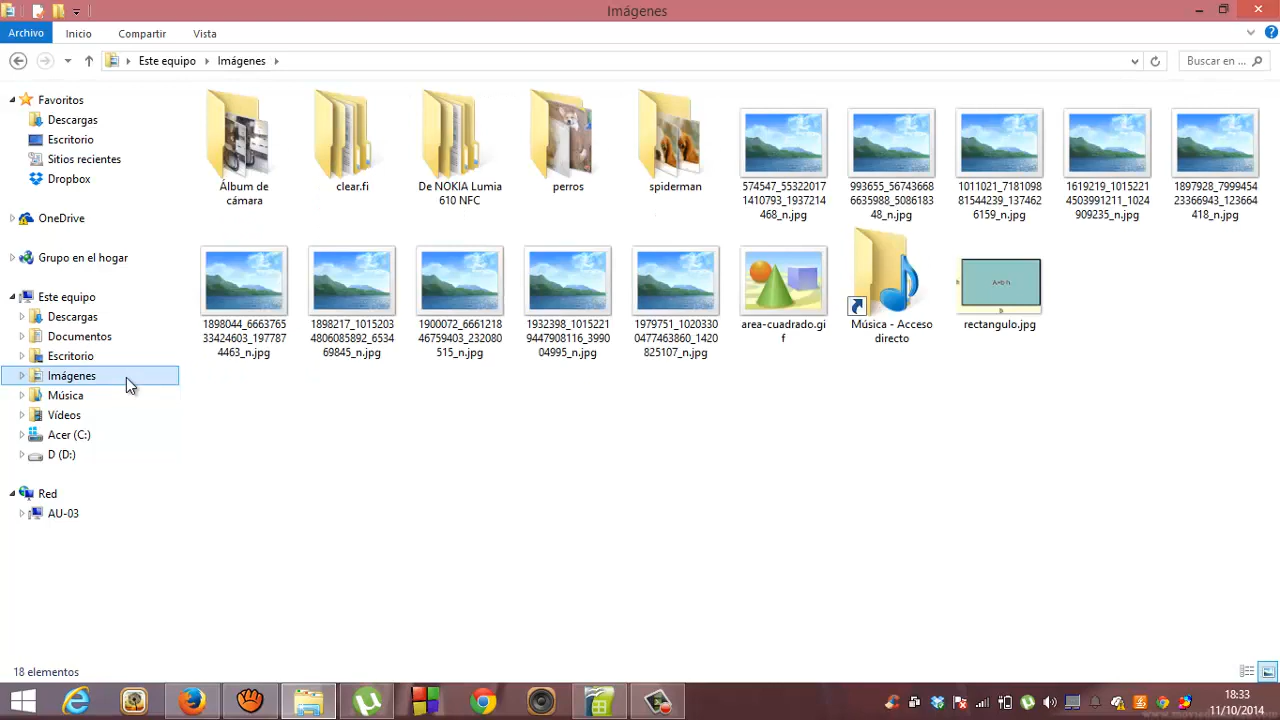 Imágenes
Archivo
Inicio
Compartir
Vista
Este equipo
Imágenes
Buscar en ...
Favoritos
Descargas
Escritorio
Sitios recientes
Dropbox
OneDrive
Grupo en el hogar
Este equipo
Descargas
Documentos
Escritorio
Imágenes
Música
Vídeos
Acer (C:)
D (D:)
Red
AU-03
Álbum de
cámara
clear.fi
De NOKIA Lumia
610 NFC
perros
spiderman
574547_55322017
1410793_1937214
468_n.jpg
993655_56743668
6635988_5086183
48_n.jpg
1011021_7181098
81544239_137462
6159_n.jpg
1619219_1015221
4503991211_1024
909235_n.jpg
1897928_7999454
23366943_123664
418_n.jpg
1898044_6663765
33424603_197787
4463_n.jpg
1898217_1015203
4806085892_6534
69845_n.jpg
1900072_6661218
46759403_232080
515_n.jpg
1932398_1015221
9447908116_3990
04995_n.jpg
1979751_1020330
0477463860_1420
825107_n.jpg
area-cuadrado.gi
f
Música - Acceso
directo
rectangulo.jpg
18 elementos
18:33
11/10/2014